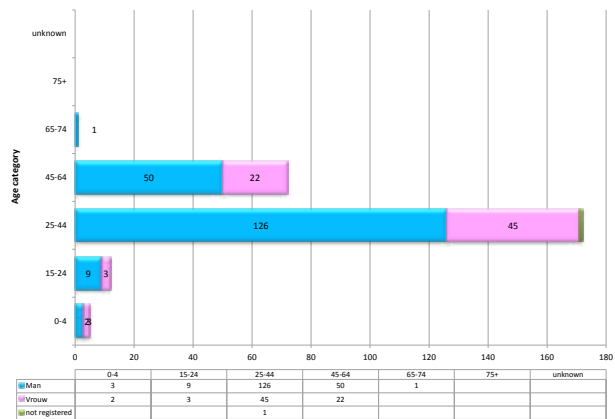 unknown
75+
65-74
1
45-64
50 22
Age category
25-44
126 45
15-24
9 3
0-4
0 20 40 60 80 100 120 140 160 180
0-4 15-24 25-44 45-64 65-74 75+ unknown
Man 3 9 126 50 1
Vrouw 2 3 45 22
not registered 1